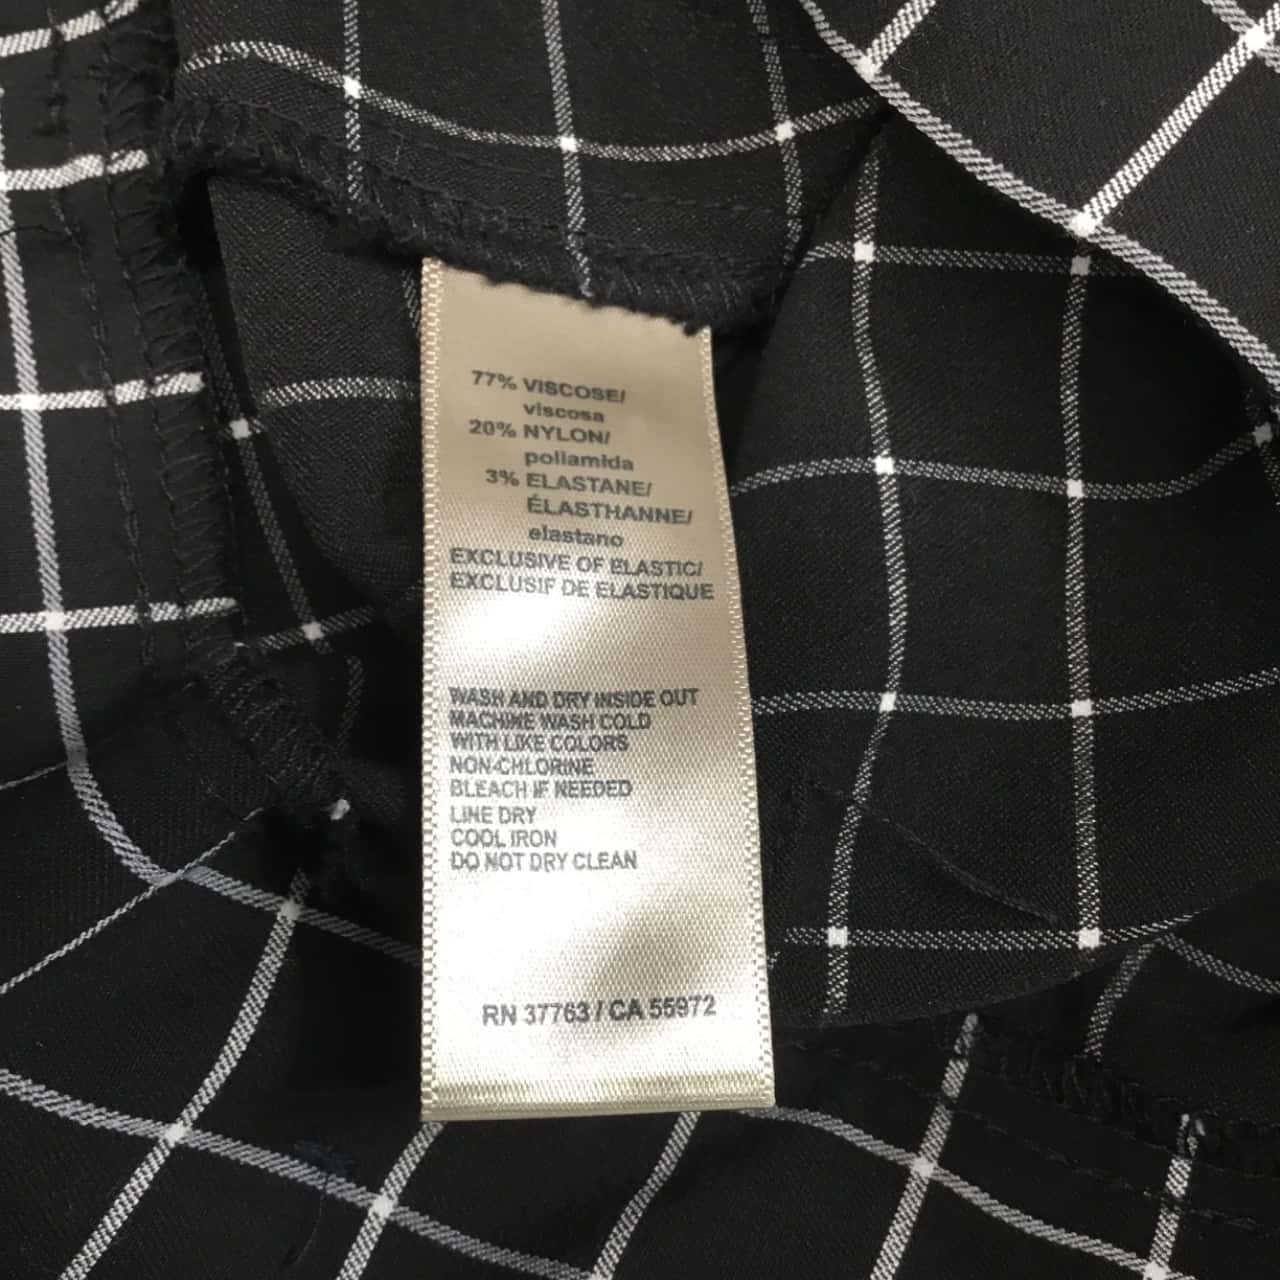 77% VISCOSE/
viscosa
20% NYLON/
poliamida
3% ELASTANE/
ÉLASTHANNE/
elastano
EXCLUSIVE OF ELASTIC/
EXCLUSIF DE ELASTIQUE
WASH AND DRY INSIDE OUT
MACHINE WASH COLD
WITH LIKE COLORS
NON-CHLORINE
BLEACH IF NEEDED
LINE DRY
COOL IRON
DO NOT DRY CLEAN
RN 37763 / CA 55972